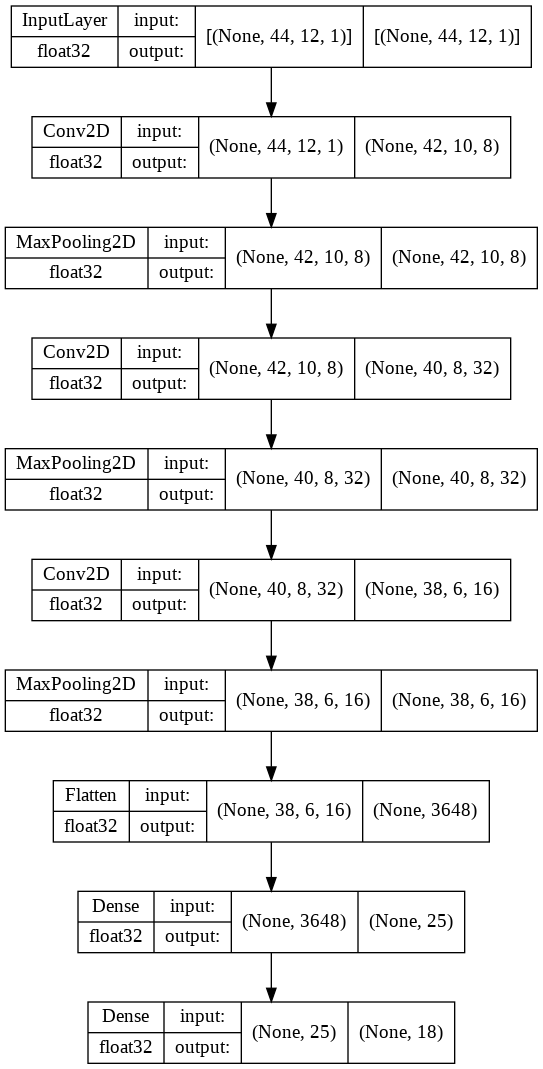 InputLayer input: [(None, 44, 12, 1)] [(None, 44, 12, 1)]
float32 output:
Conv2D input: (None, 44, 12, 1) (None, 42, 10, 8)
float32 output:
MaxPooling2D input: (None, 42, 10, 8) (None, 42, 10, 8)
float32 output:
Conv2D input: (None, 42, 10, 8) (None, 40, 8, 32)
float32 output:
MaxPooling2D input: (None, 40, 8, 32) (None, 40, 8, 32)
float32 output:
Conv2D input: (None, 40, 8, 32) (None, 38, 6, 16)
float32 output:
MaxPooling2D input: (None, 38, 6, 16) (None, 38, 6, 16)
float32 output:
Flatten input: (None, 38, 6, 16) (None, 3648)
float32 output:
Dense input: (None, 3648) (None, 25)
float32 output:
Dense input: (None, 25) (None, 18)
float32 output: